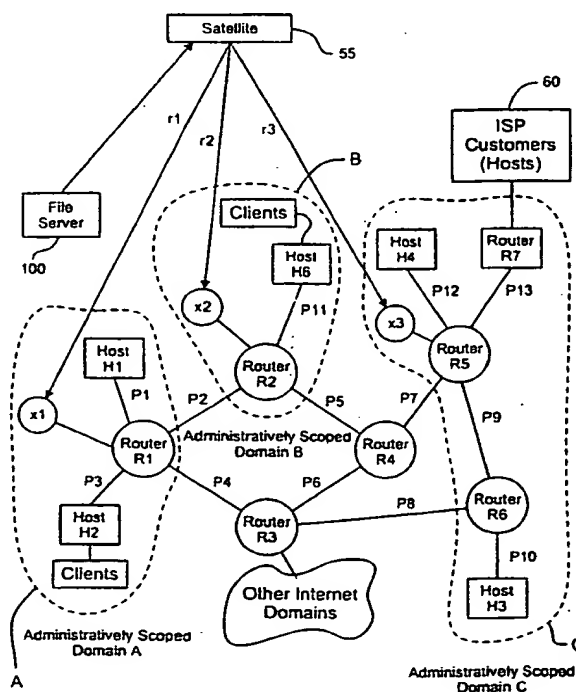 Satellite
55
60
r1
r2
r3
ISP
Customers
(Hosts)
B
File
Server
100
Clients
Host
H6
Host
H4
Router
R7
P12
P13
x2
P11
x3
Host
H1
Router
R5
x1
P1
P2
Router
R2
P5
P7
P9
Router
R1
Administratively Scoped
Domain B
Router
R4
P3
P4
P6
P8
Host
H2
Router
R3
Router
R6
Clients
P10
Other Internet
Domains
Host
H3
Administratively Scoped
Domain A
A
C
Administratively Scoped
Domain C